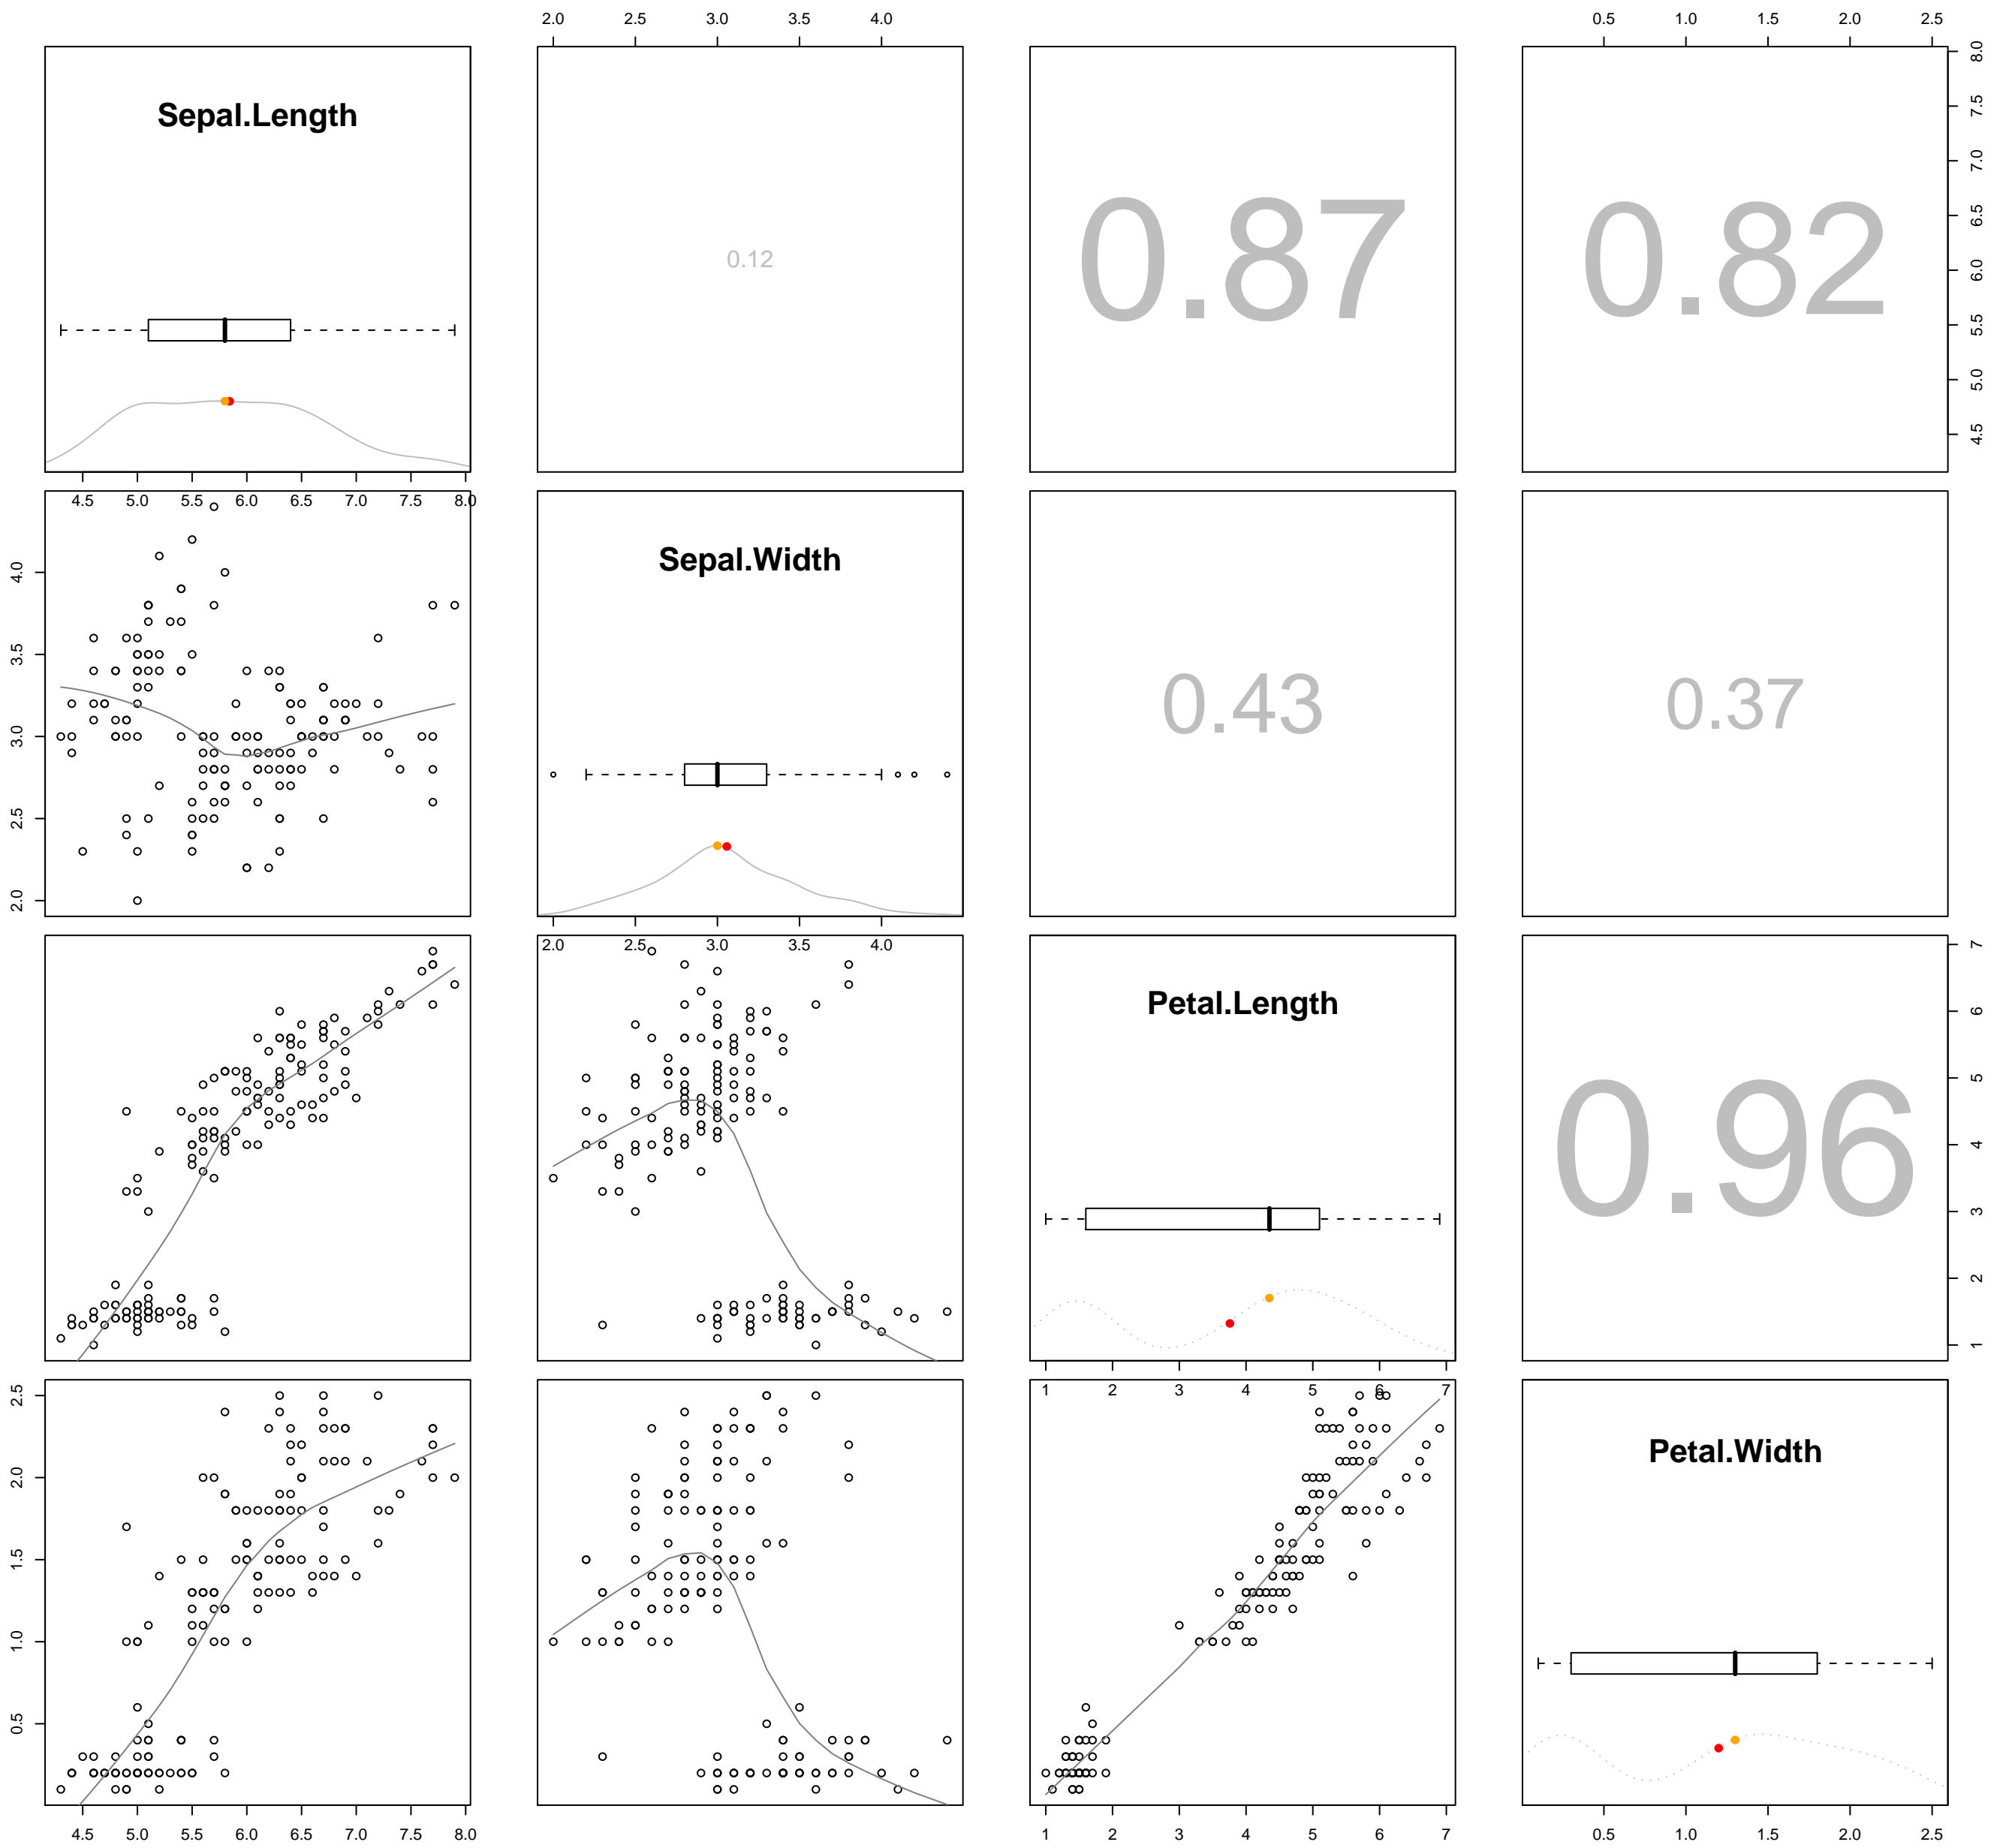 2.0 2.5 3.0 3.5 4.0 0.5 1.0 1.5 2.0 2.5
Sepal.Length 0.12 0.87 0.82
4.5 5.0 5.5 6.0 6.5 7.0 7.5 8.0
4.5 5.0 5.5 6.0 6.5 7.0 7.5 8.0
Sepal.Width 0.43 0.37
2.0 2.5 3.0 3.5 4.0
2.0 2.5 3.0 3.5 4.0
Petal.Length 0.96
1 2 3 4 5 6 7
1 2 3 4 5 6 7
Petal.Width
0.5 1.0 1.5 2.0 2.5
4.5 5.0 5.5 6.0 6.5 7.0 7.5 8.0 1 2 3 4 5 6 7 0.5 1.0 1.5 2.0 2.5